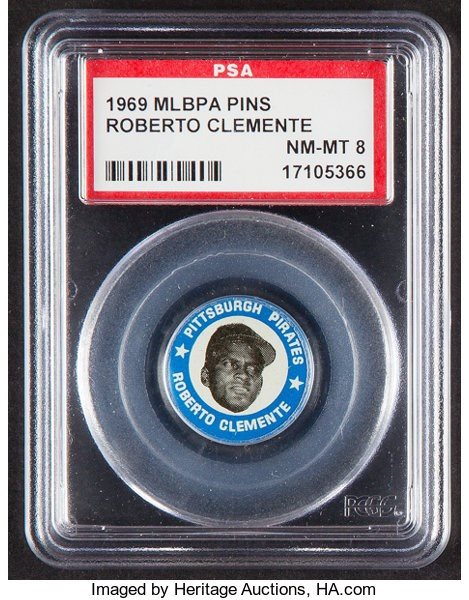 PSA
1969 MLBPA PINS
ROBERTO CLEMENTE
NM-MT 8
17105366
PITTSBURGH PIRATES
ROBERTO CLEMENTE
Imaged by Heritage Auctions, HA.com